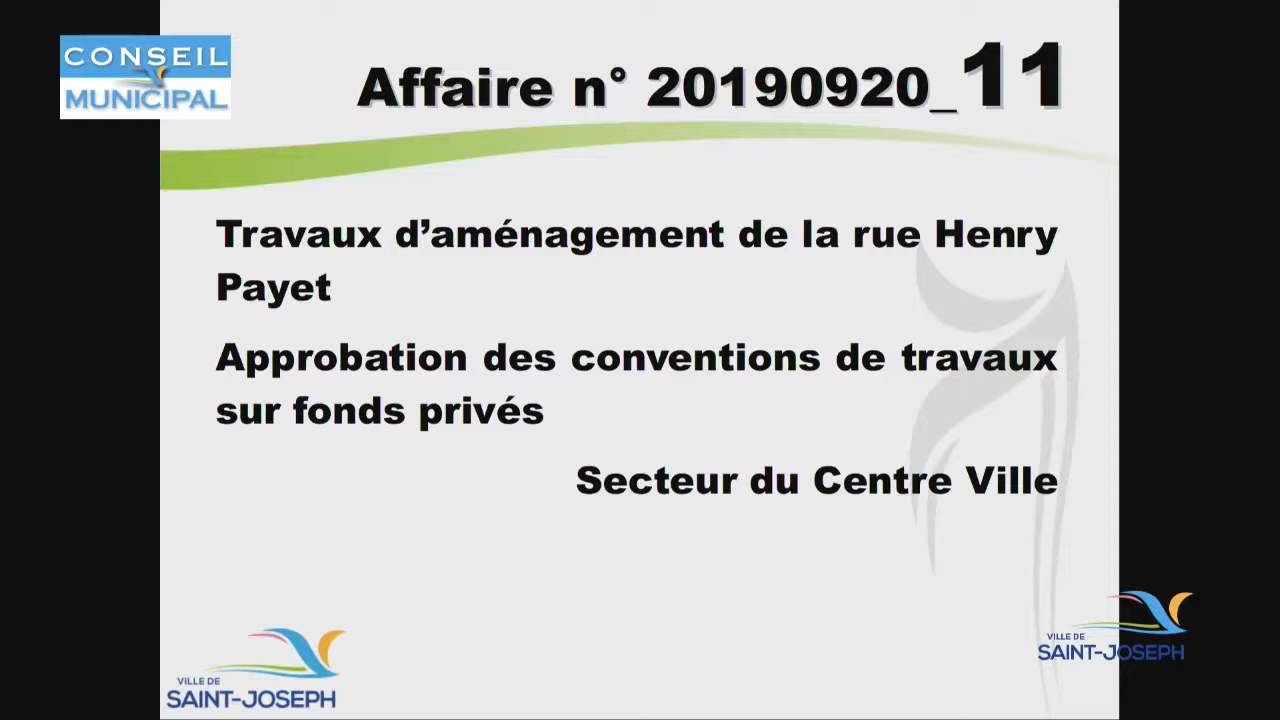 CONSEIL
MUNICIPAL
Affaire n° 20190920_11
Travaux d’aménagement de la rue Henry
Payet
Approbation des conventions de travaux
sur fonds privés
Secteur du Centre Ville
VILLE DE
SAINT-JOSEPH
VILLE DE
SAINT-JOSEPH